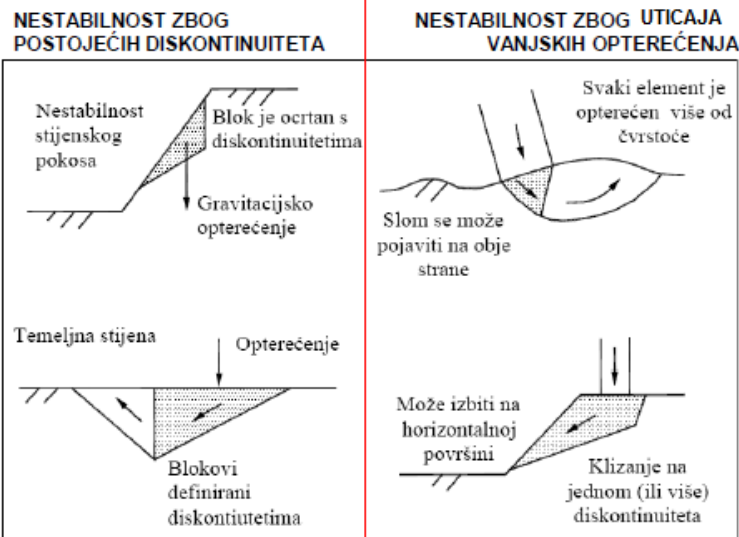 NESTABILNOST ZBOG
POSTOJEĆIH DISKONTINUITETA
NESTABILNOST ZBOG UTICAJA
VANJSKIH OPTEREĆENJA
Nestabilnost
stijenskog
pokosa
Blok je ocrtan s
diskontinuitetima
Gravitacijsko
opterećenje
Svaki element je
opterećen više od
čvrstoće
Slom se može
pojaviti na obje
strane
Temeljna stijena
Opterećenje
Blokovi
definirani
diskontiutetima
Može izbiti na
horizontalnoj
površini
Klizanje na
jednom (ili više)
diskontinuiteta